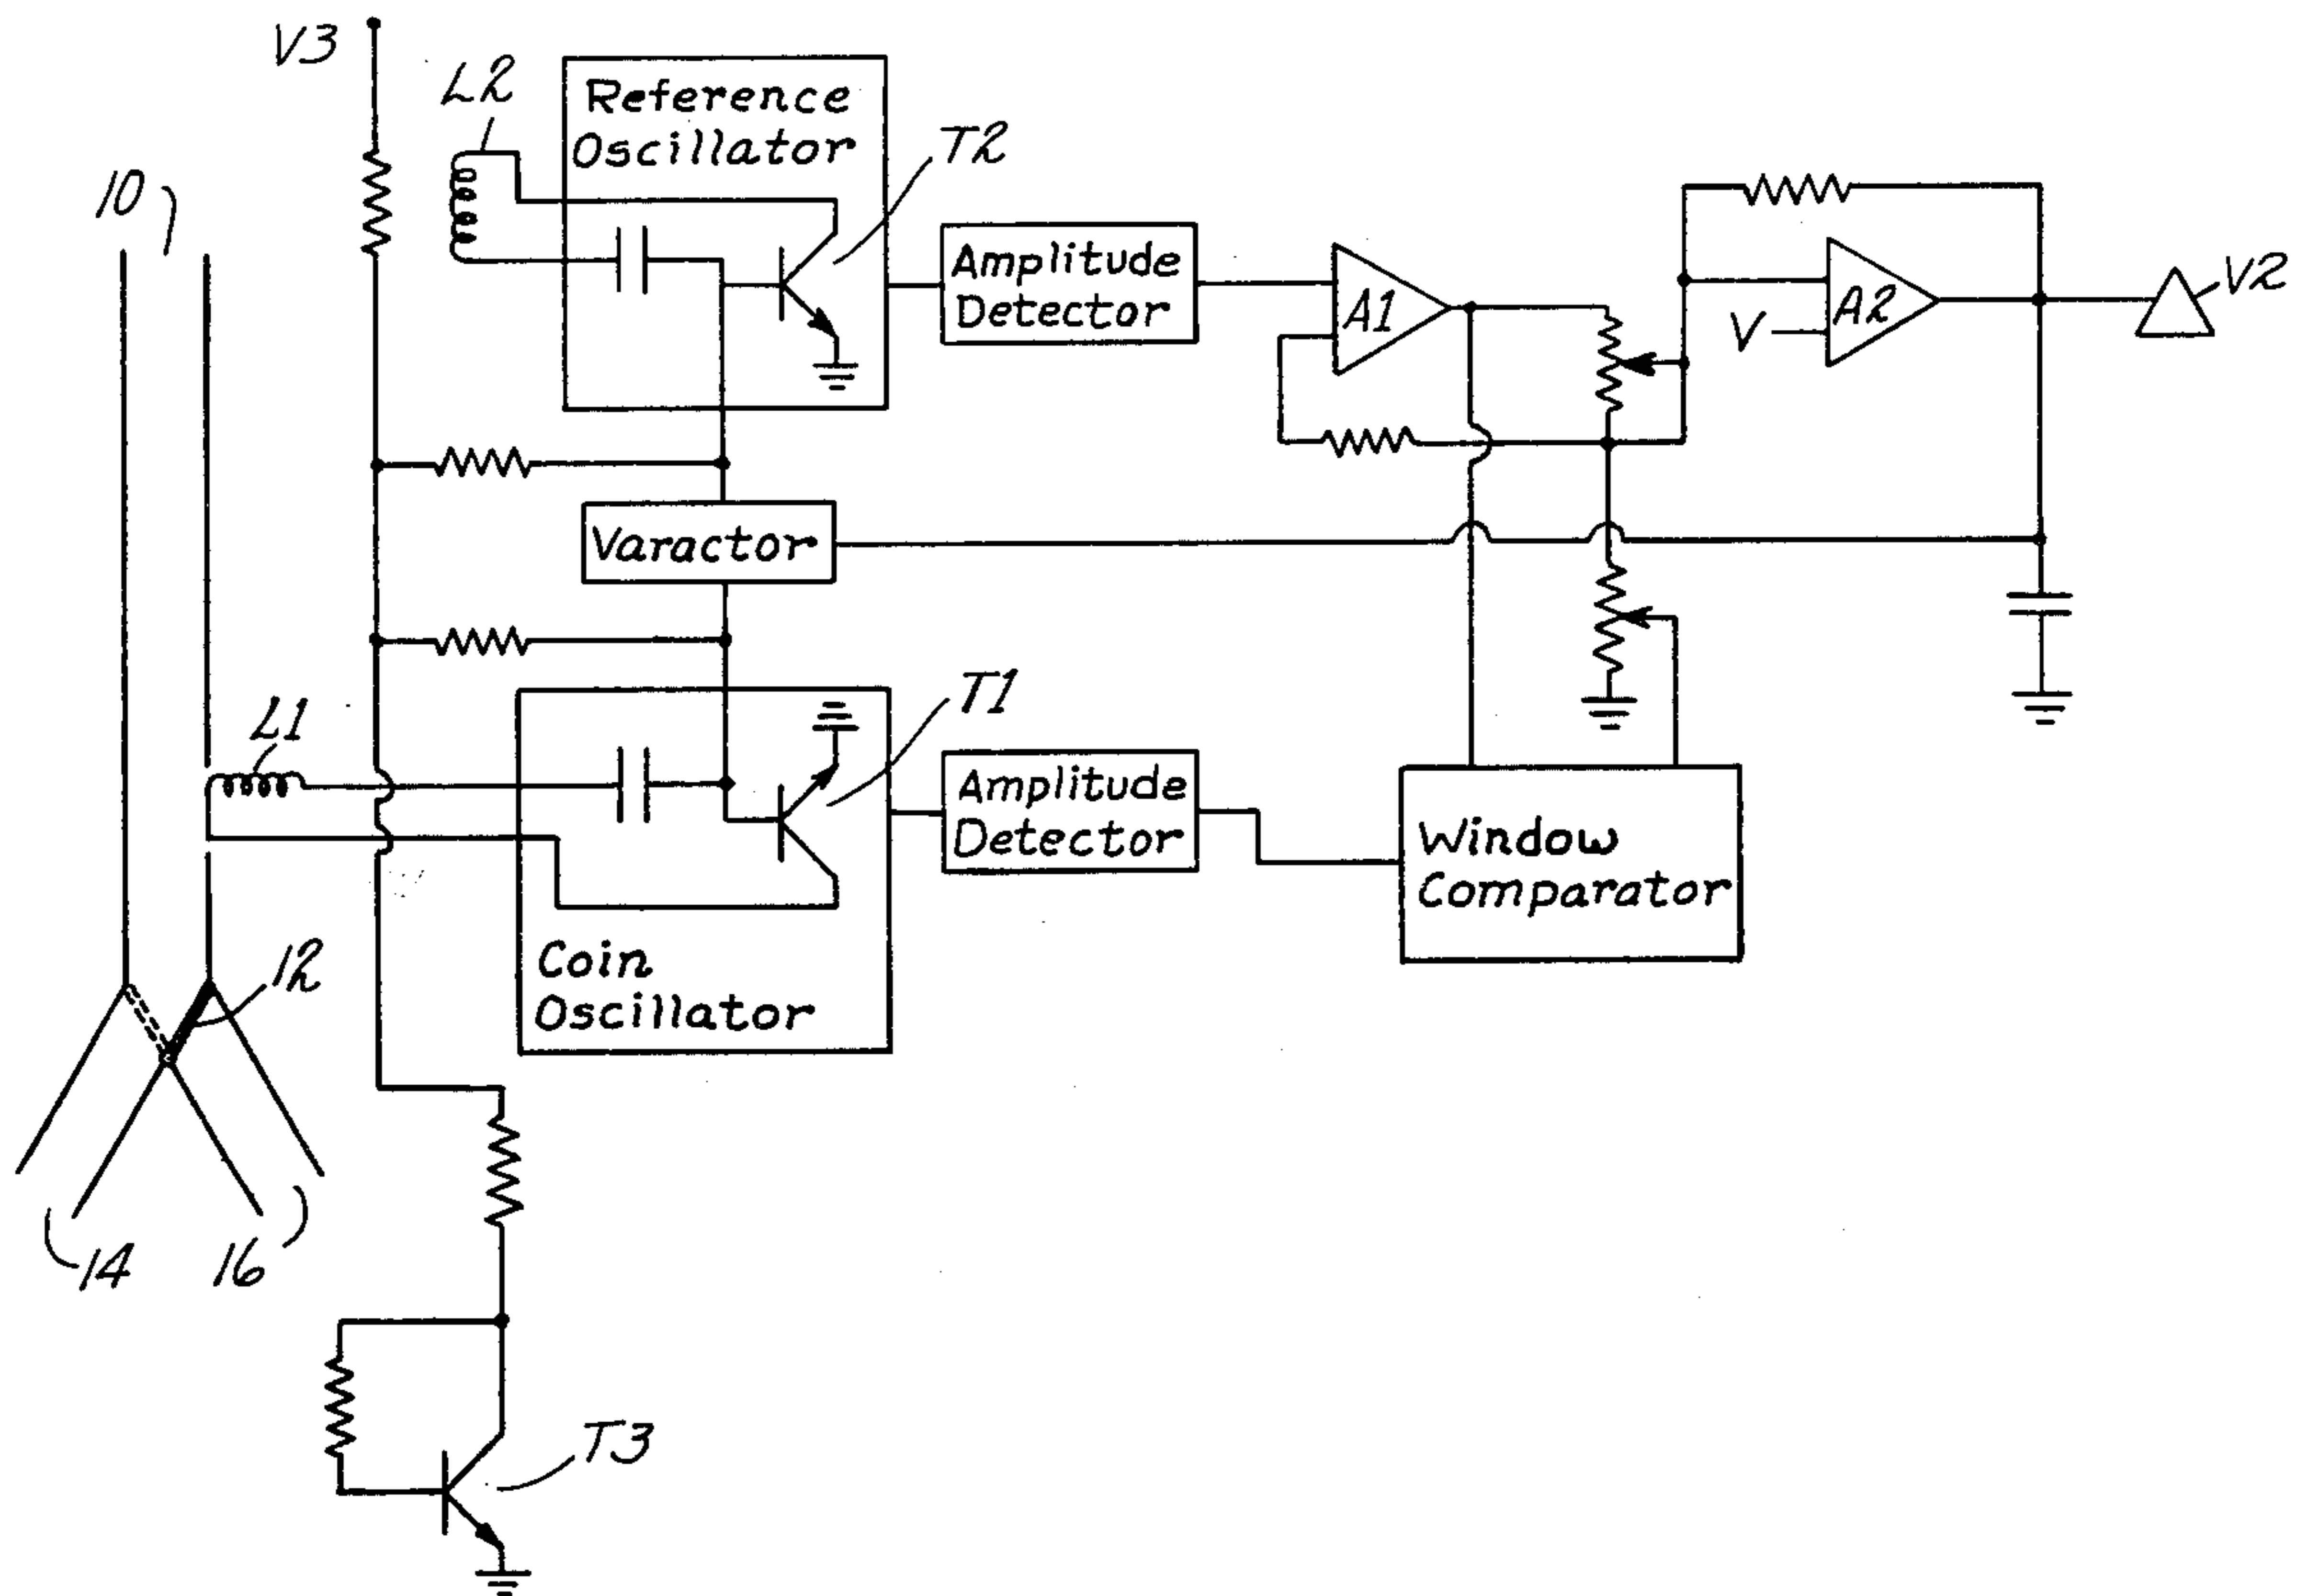 V3
L2
Reference
Oscillator
T2
10
Amplitude
Detector
A1
V
A2
V2
Varactor
L1
T1
Amplitude
Detector
Window
Comparator
Coin
Oscillator
12
14
16
T3